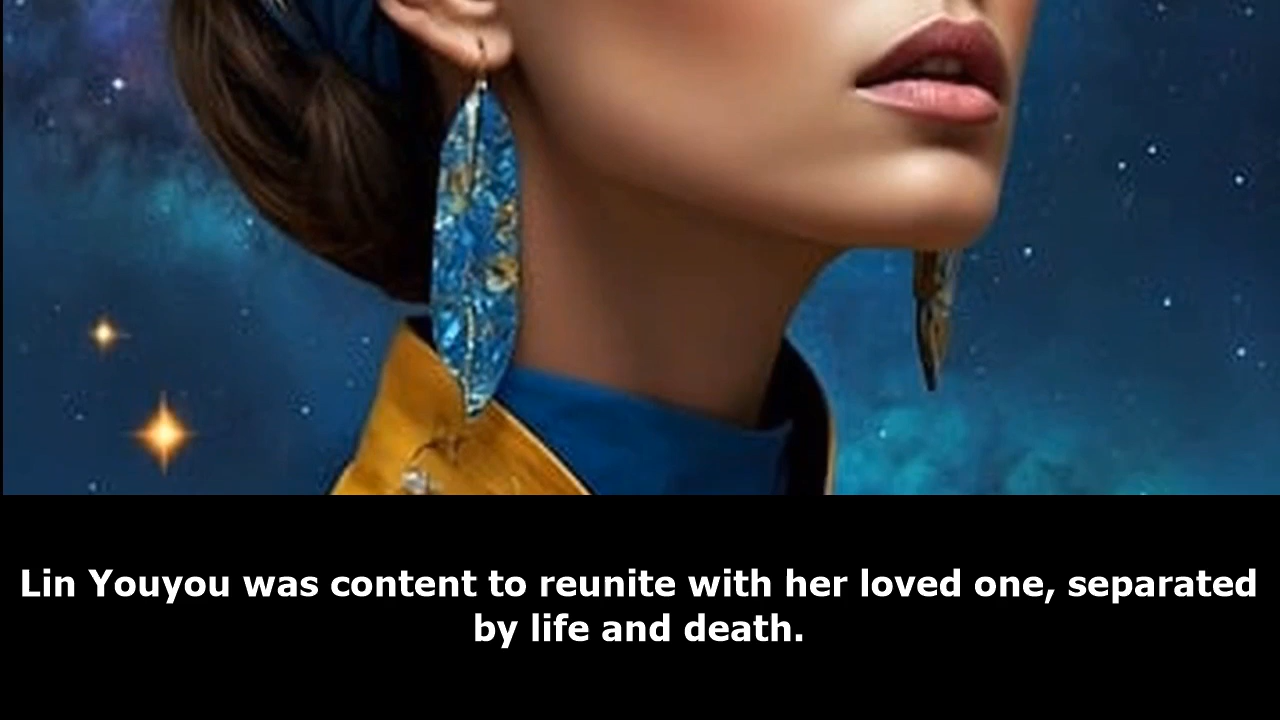 Lin Youyou was content to reunite with her loved one, separated
by life and death.